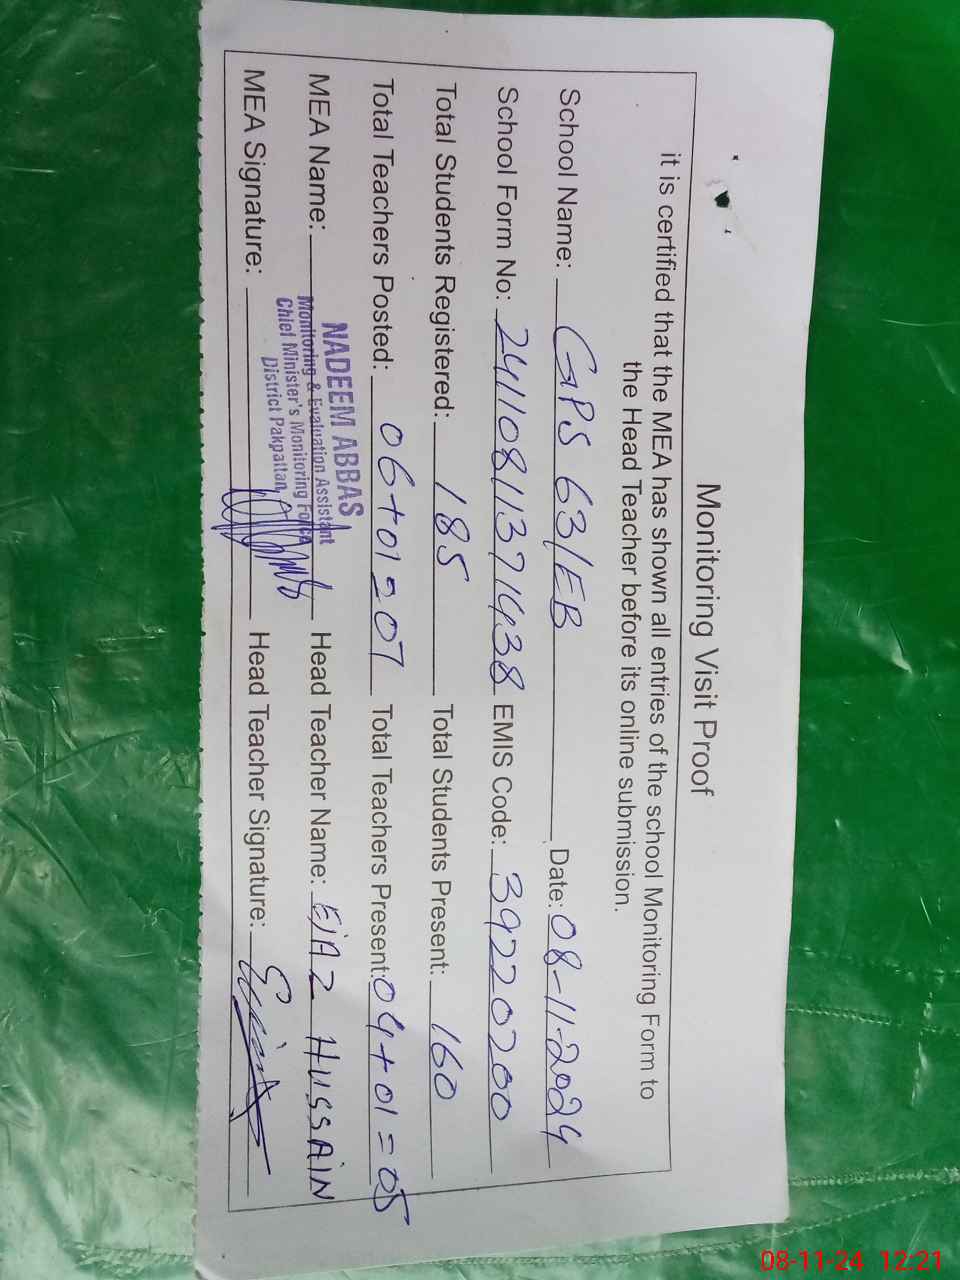 Monitoring Visit Proof
it is certified that the MEA has shown all entries of the school Monitoring Form to
the Head Teacher before its online submission.
School Name: GPS 63/EB Date: 08-11-2024
School Form No: 24110811371438 EMIS Code: 39220200
Total Students Registered: 185 Total Students Present: 160
Total Teachers Posted: 06+01=07 Total Teachers Present: 04+01=05
MEA Name: Head Teacher Name: EJAZ HUSSAIN
NADEEM ABBAS
Monitoring & Evaluation Assistant
Chief Minister's Monitoring Force
District Pakpattan
MEA Signature: Head Teacher Signature:
08-11-24 12:21